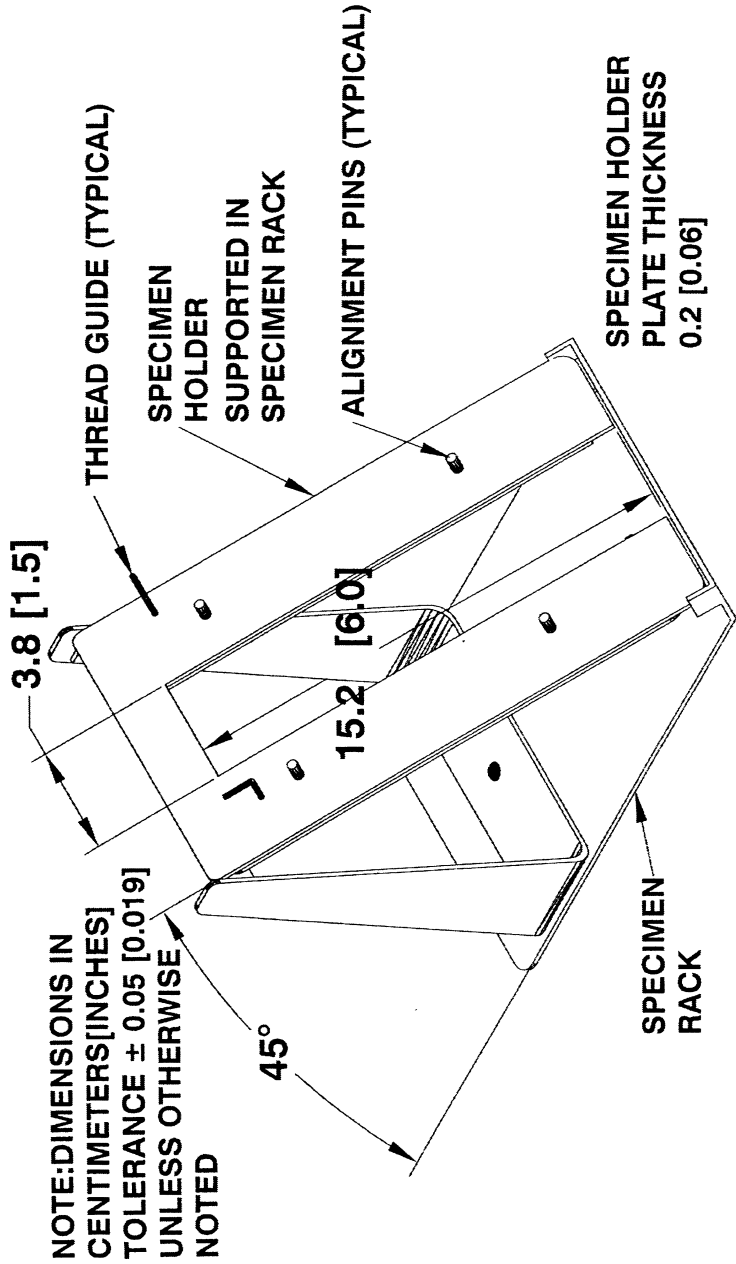 NOTE:DIMENSIONS IN
CENTIMETERS[INCHES]
TOLERANCE ± 0.05 [0.019]
UNLESS OTHERWISE
NOTED
3.8 [1.5]
THREAD GUIDE (TYPICAL)
SPECIMEN
HOLDER
SUPPORTED IN
SPECIMEN RACK
ALIGNMENT PINS (TYPICAL)
15.2 [6.0]
45°
SPECIMEN
RACK
SPECIMEN HOLDER
PLATE THICKNESS
0.2 [0.06]